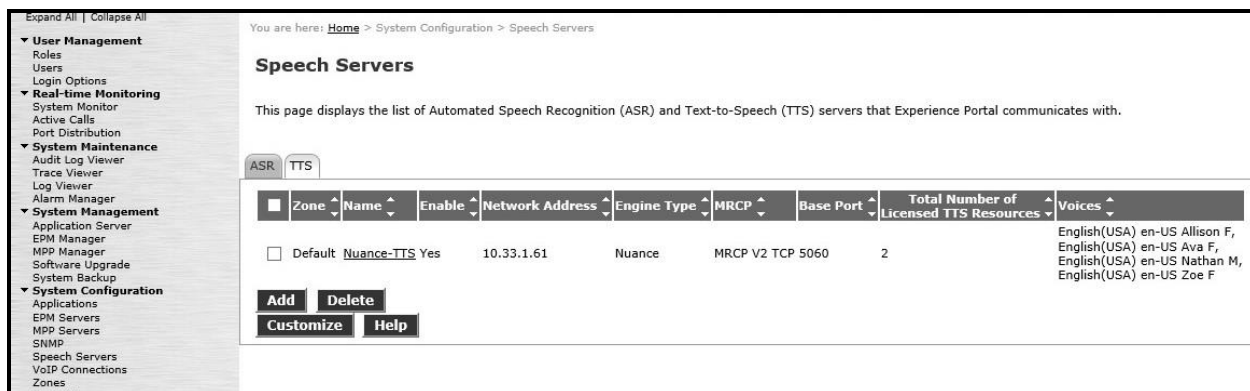 Expand All | Collapse All
▼ User Management
Roles
Users
Login Options
▼ Real-time Monitoring
System Monitor
Active Calls
Port Distribution
▼ System Maintenance
Audit Log Viewer
Trace Viewer
Log Viewer
Alarm Manager
▼ System Management
Application Server
EPM Manager
MPP Manager
Software Upgrade
System Backup
▼ System Configuration
Applications
EPM Servers
MPP Servers
SNMP
Speech Servers
VoIP Connections
Zones
You are here: Home > System Configuration > Speech Servers
Speech Servers
This page displays the list of Automated Speech Recognition (ASR) and Text-to-Speech (TTS) servers that Experience Portal communicates with.
ASR TTS
Zone Name Enable Network Address Engine Type MRCP Base Port Total Number of Licensed TTS Resources Voices
Default Nuance-TTS Yes 10.33.1.61 Nuance MRCP V2 TCP 5060 2 English(USA) en-US Allison F,
English(USA) en-US Ava F,
English(USA) en-US Nathan M,
English(USA) en-US Zoe F
Add Delete
Customize Help